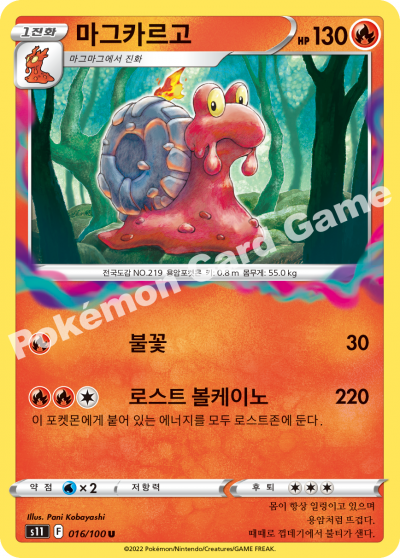 1진화
마그카르고
HP 130
마그마그에서 진화
전국도감 NO.219 용암포켓몬 키: 0.8 m 몸무게: 55.0 kg
Pokémon Card Game
불꽃 30
로스트 볼케이노 220
이 포켓몬에게 붙어 있는 에너지를 모두 로스트존에 둔다.
약점 ×2 저항력 후퇴
Illus. Pani Kobayashi
s11 F 016/100 U
몸이 항상 일렁이고 있으며
용암처럼 뜨겁다.
때때로 껍데기에서 불티가 샌다.
©2022 Pokémon/Nintendo/Creatures/GAME FREAK.